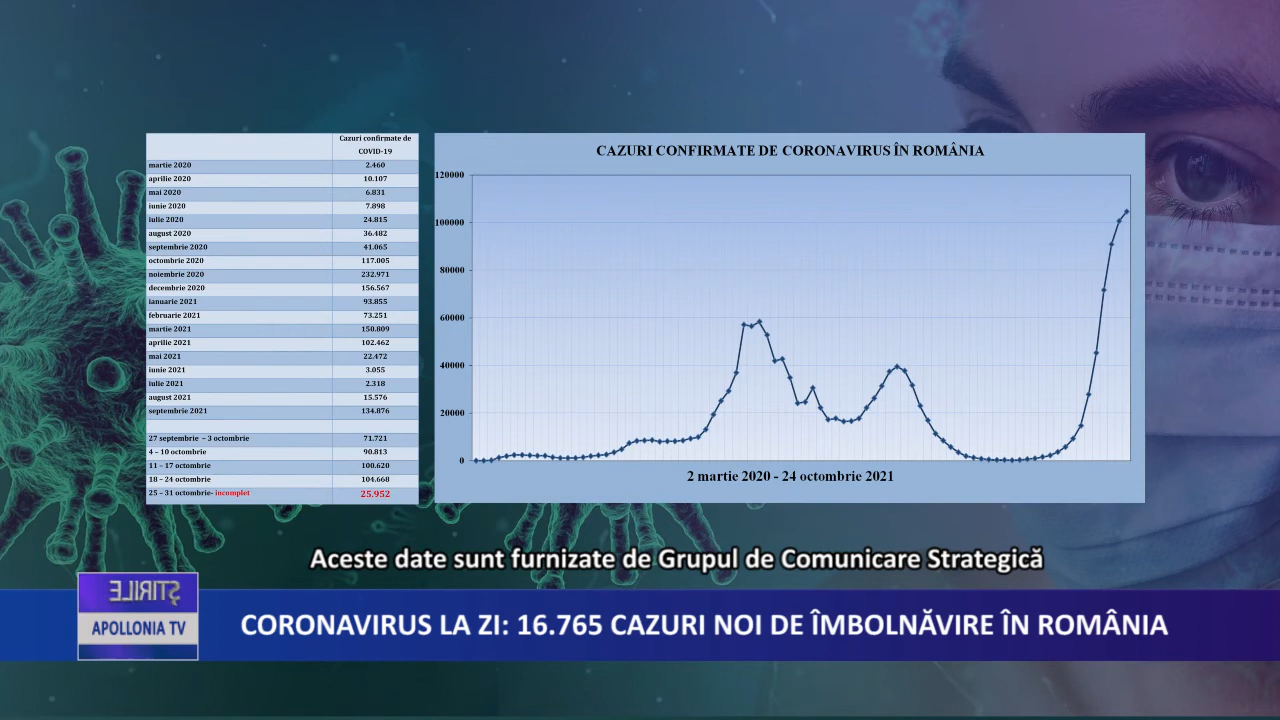 Cazuri confirmate de
COVID-19
martie 2020 2.460
aprilie 2020 10.107
mai 2020 6.831
iunie 2020 7.898
iulie 2020 24.815
august 2020 36.482
septembrie 2020 41.065
octombrie 2020 117.005
noiembrie 2020 232.971
decembrie 2020 156.567
ianuarie 2021 93.855
februarie 2021 73.251
martie 2021 150.809
aprilie 2021 102.462
mai 2021 22.472
iunie 2021 3.055
iulie 2021 2.318
august 2021 15.576
septembrie 2021 134.876
27 septembrie – 3 octombrie 71.721
4 – 10 octombrie 90.813
11 – 17 octombrie 100.620
18 – 24 octombrie 104.668
25 – 31 octombrie- incomplet 25.952
CAZURI CONFIRMATE DE CORONAVIRUS ÎN ROMÂNIA
120000
100000
80000
60000
40000
20000
0
2 martie 2020 - 24 octombrie 2021
Aceste date sunt furnizate de Grupul de Comunicare Strategică
ȘTIRILE
APOLLONIA TV
CORONAVIRUS LA ZI: 16.765 CAZURI NOI DE ÎMBOLNĂVIRE ÎN ROMÂNIA